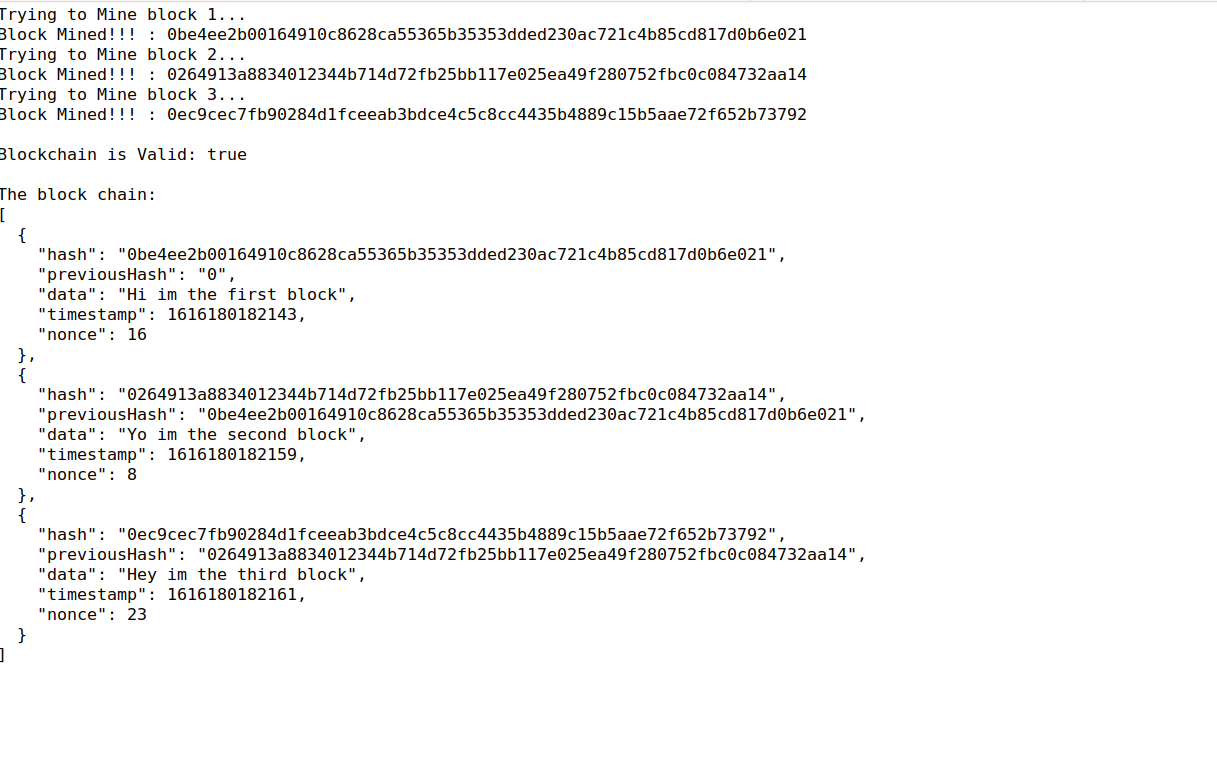 Trying to Mine block 1...
Block Mined!!! : 0be4ee2b00164910c8628ca55365b35353dded230ac721c4b85cd817d0b6e021
Trying to Mine block 2...
Block Mined!!! : 0264913a8834012344b714d72fb25bb117e025ea49f280752fbc0c084732aa14
Trying to Mine block 3...
Block Mined!!! : 0ec9cec7fb90284d1fceeab3bdce4c5c8cc4435b4889c15b5aae72f652b73792

Blockchain is Valid: true

The block chain:
[
  {
    "hash": "0be4ee2b00164910c8628ca55365b35353dded230ac721c4b85cd817d0b6e021",
    "previousHash": "0",
    "data": "Hi im the first block",
    "timestamp": 1616180182143,
    "nonce": 16
  },
  {
    "hash": "0264913a8834012344b714d72fb25bb117e025ea49f280752fbc0c084732aa14",
    "previousHash": "0be4ee2b00164910c8628ca55365b35353dded230ac721c4b85cd817d0b6e021",
    "data": "Yo im the second block",
    "timestamp": 1616180182159,
    "nonce": 8
  },
  {
    "hash": "0ec9cec7fb90284d1fceeab3bdce4c5c8cc4435b4889c15b5aae72f652b73792",
    "previousHash": "0264913a8834012344b714d72fb25bb117e025ea49f280752fbc0c084732aa14",
    "data": "Hey im the third block",
    "timestamp": 1616180182161,
    "nonce": 23
  }
]